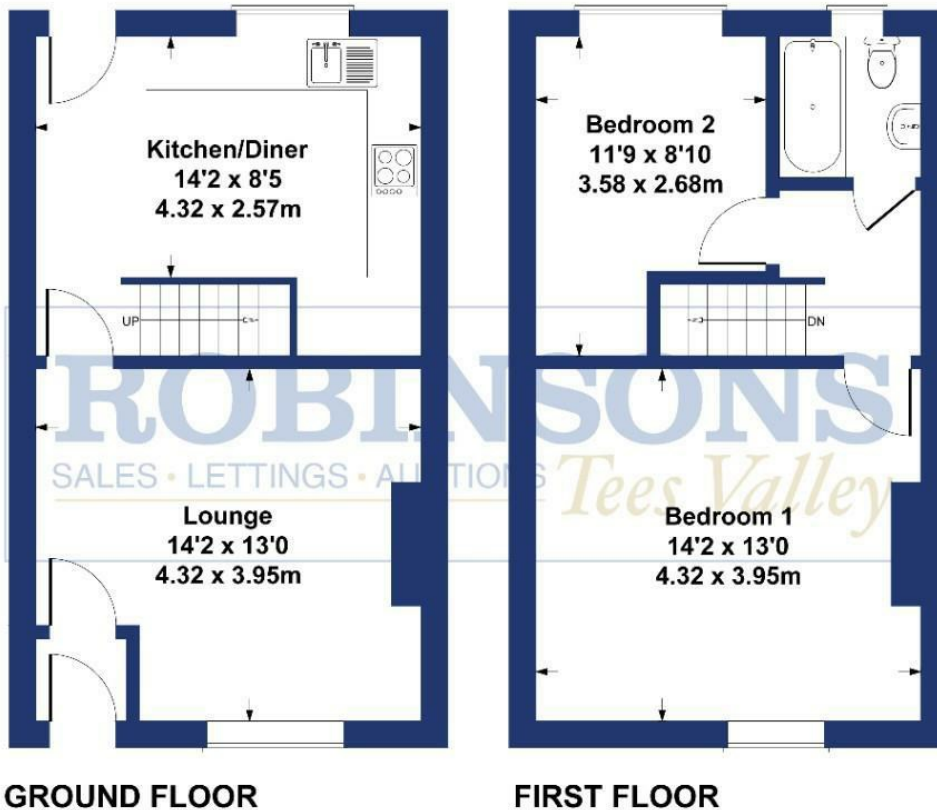 Kitchen/Diner
14'2 x 8'5
4.32 x 2.57m
UP
Lounge
14'2 x 13'0
4.32 x 3.95m
Bedroom 2
11'9 x 8'10
3.58 x 2.68m
DN
Bedroom 1
14'2 x 13'0
4.32 x 3.95m
ROBINSONS
SALES · LETTINGS · AUCTIONS
Tees Valley
GROUND FLOOR
FIRST FLOOR